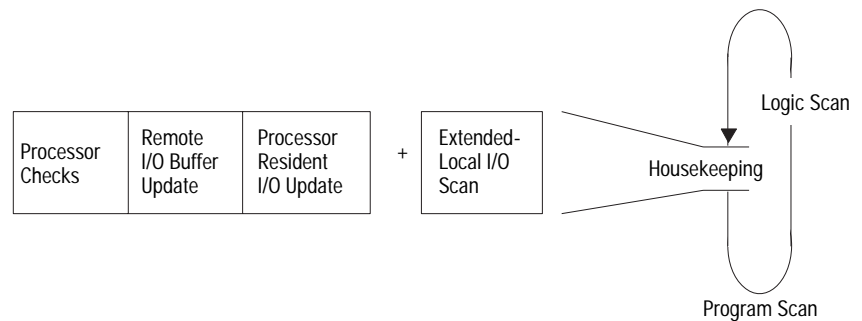 Processor
Checks
Remote
I/O Buffer
Update
Processor
Resident
I/O Update
+
Extended-
Local I/O
Scan
Housekeeping
Logic Scan
Program Scan